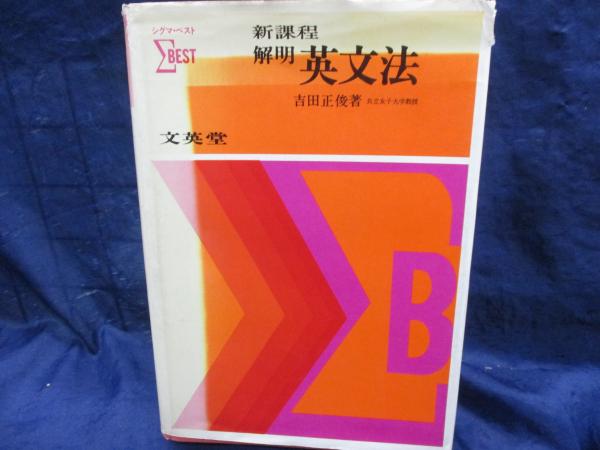 シグマ・ベスト
ΣBEST
新課程
解明 英文法
吉田正俊著 共立女子大学教授
文英堂
ΣB